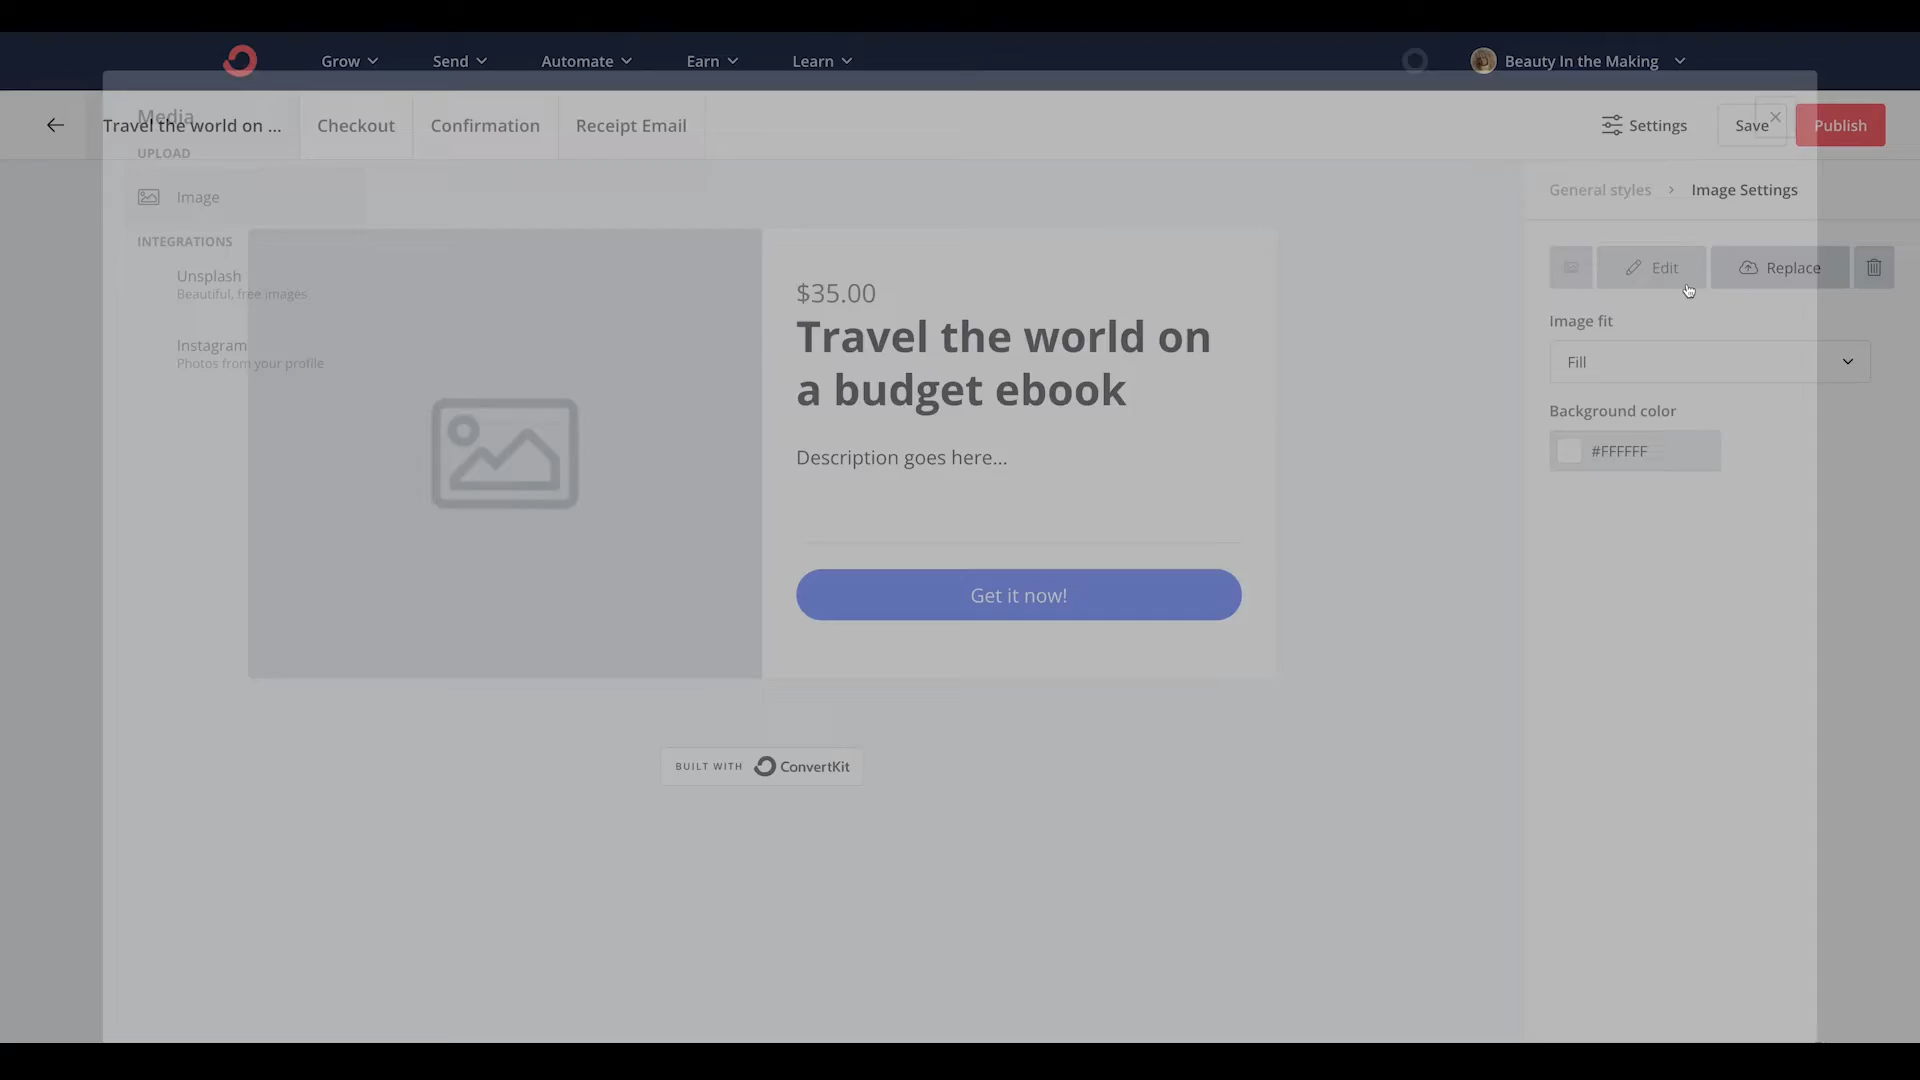 Grow
Send
Automate
Earn
Learn
Beauty In the Making
Media
Travel the world on ...
Checkout
Confirmation
Receipt Email
Settings
Save
Publish
UPLOAD
Image
INTEGRATIONS
Unsplash
Beautiful, free images
Instagram
Photos from your profile
$35.00
Travel the world on
a budget ebook
Description goes here...
Get it now!
BUILT WITH ConvertKit
General styles > Image Settings
Edit
Replace
Image fit
Fill
Background color
#FFFFFF